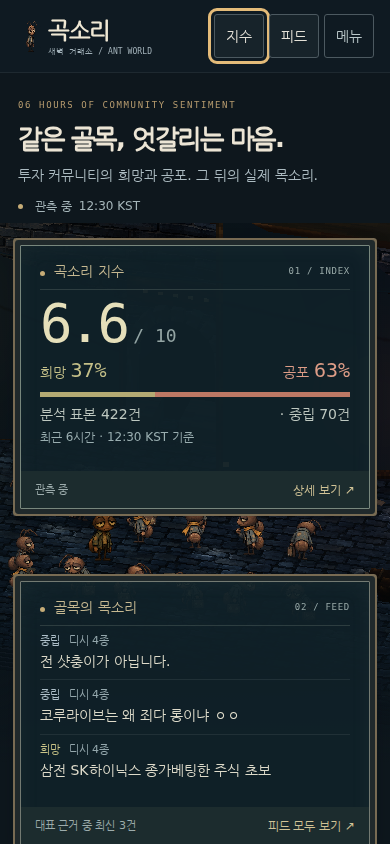 곡소리
새벽 거래소 / ANT WORLD
지수
피드
메뉴
06 HOURS OF COMMUNITY SENTIMENT
같은 골목, 엇갈리는 마음.
투자 커뮤니티의 희망과 공포. 그 뒤의 실제 목소리.
관측 중 12:30 KST
곡소리 지수
01 / INDEX
6.6 / 10
희망 37%
공포 63%
분석 표본 422건
· 중립 70건
최근 6시간 · 12:30 KST 기준
관측 중
상세 보기 ↗
골목의 목소리
02 / FEED
중립 디시 4종
전 샷충이가 아닙니다.
중립 디시 4종
코루라이브는 왜 죄다 롱이냐 ㅇㅇ
희망 디시 4종
삼전 SK하이닉스 종가베팅한 주식 초보
대표 근거 중 최신 3건
피드 모두 보기 ↗